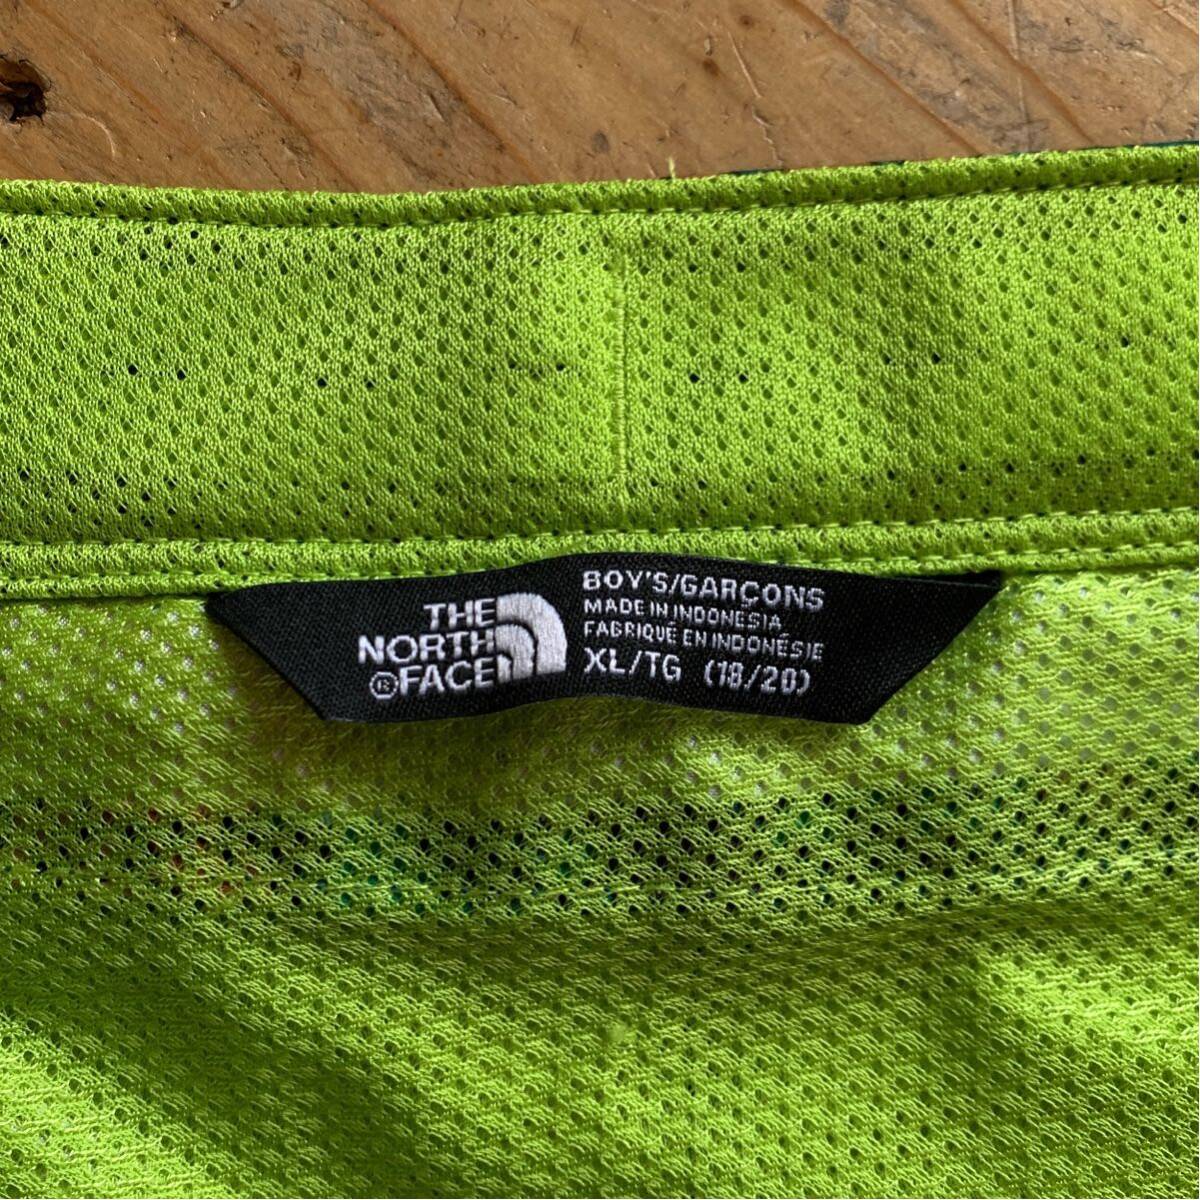 THE
NORTH
®FACE
BOY'S/GARÇONS
MADE IN INDONESIA
FABRIQUÉ EN INDONÉSIE
XL/TG (18/20)